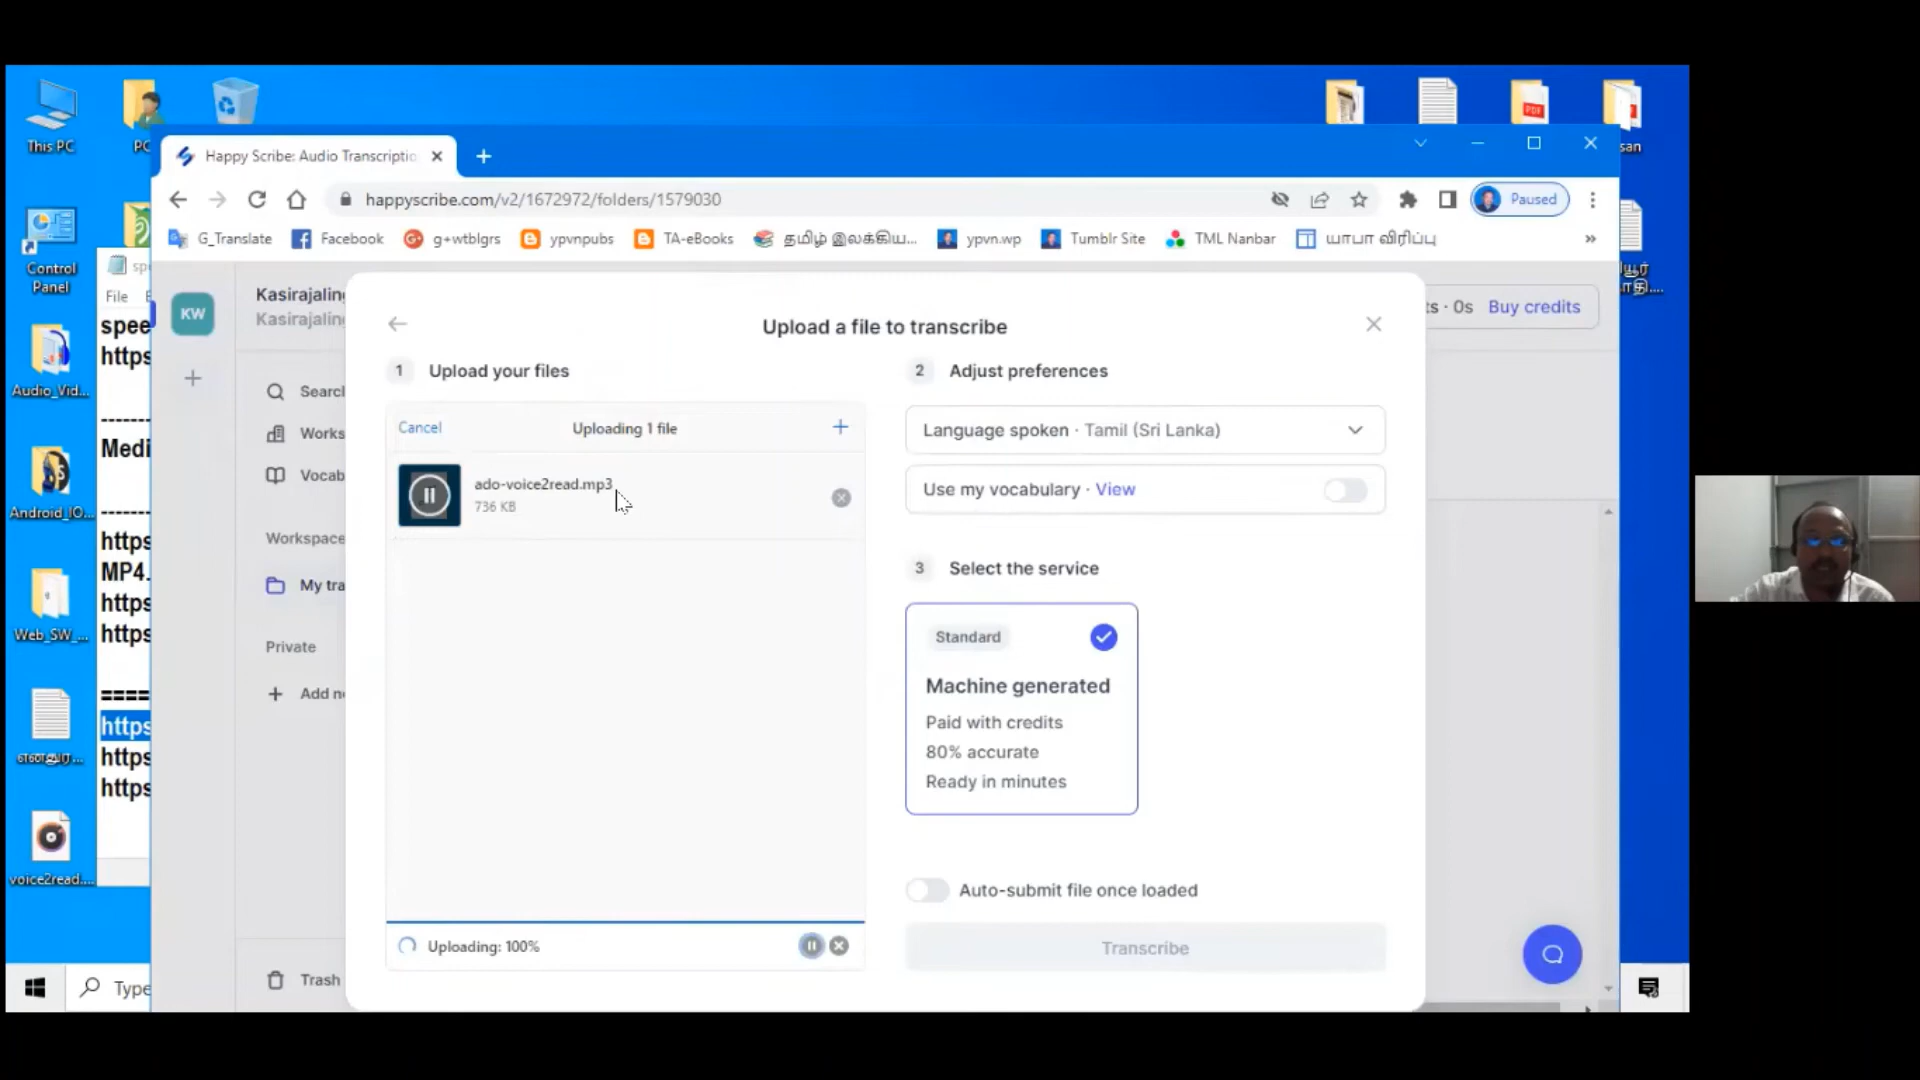 This PC
PC
san
Happy Scribe: Audio Transcriptio
happyscribe.com/v2/1672972/folders/1579030
Paused
G_Translate
Facebook
g+wtblgrs
ypvnpubs
TA-eBooks
தமிழ் இலக்கிய...
ypvn.wp
Tumblr Site
TML Nanbar
யாபா விரிப்பு
Control
Panel
File
KW
Kasirajaling
Kasirajaling
ts · 0s
Buy credits
Upload a file to transcribe
1 Upload your files
2 Adjust preferences
spee
https
Audio_Vid...
Searcl
Works
Vocab
Cancel
Uploading 1 file
Language spoken · Tamil (Sri Lanka)
Medi
ado-voice2read.mp3
736 KB
Use my vocabulary · View
Android_IO...
https
MP4.
https
https
Workspace
My tra
3 Select the service
Web_SW_...
Private
Add n
Standard
Machine generated
Paid with credits
80% accurate
Ready in minutes
====
https
https
https
voice2read....
Auto-submit file once loaded
Uploading: 100%
Transcribe
Trash
Type